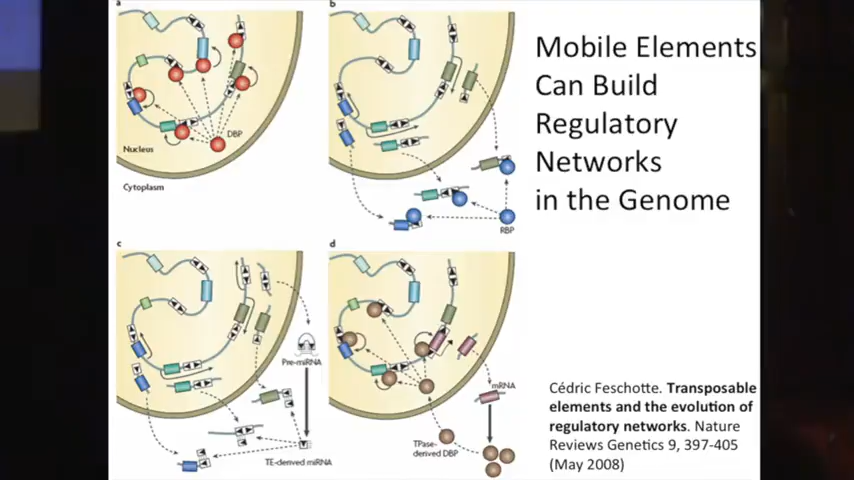 a
b
DBP
Nucleus
Cytoplasm
RBP
c
d
Pre-miRNA
TE-derived miRNA
mRNA
TPase-
derived DBP
Mobile Elements
Can Build
Regulatory
Networks
in the Genome
Cédric Feschotte. Transposable
elements and the evolution of
regulatory networks. Nature
Reviews Genetics 9, 397-405
(May 2008)